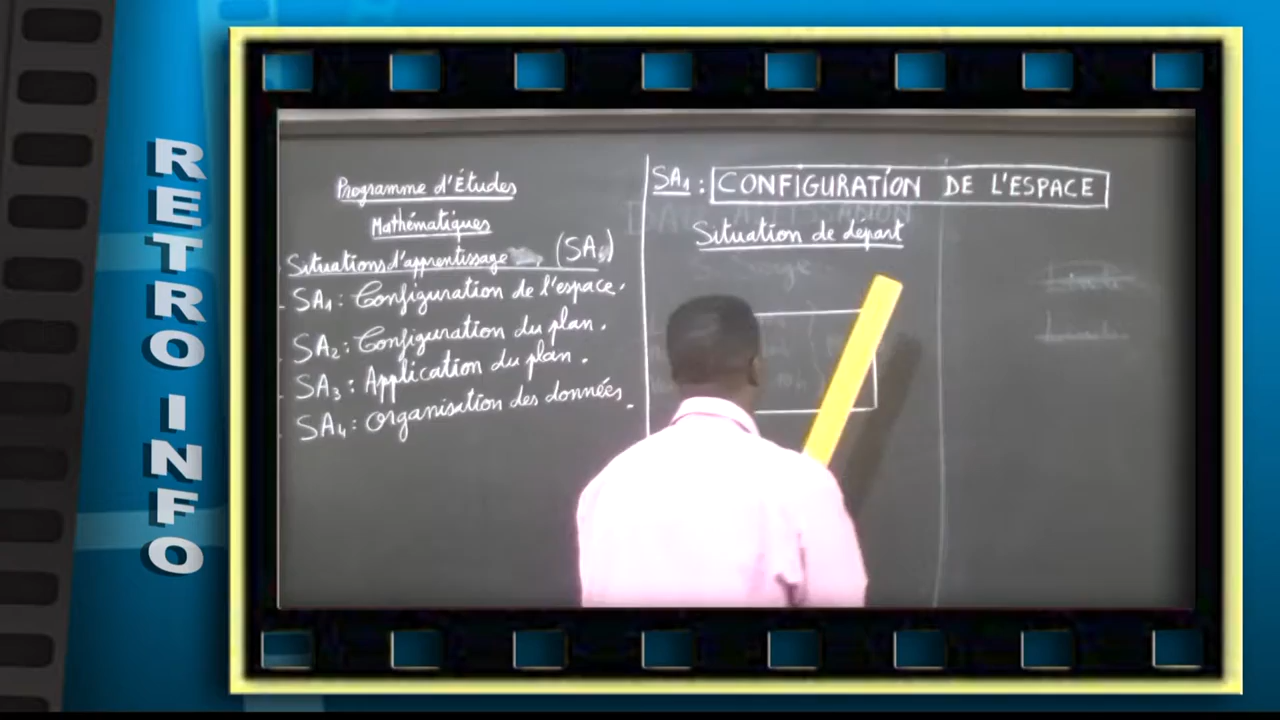 RETRO INFO
Programme d'Études
Mathématiques
Situations d'apprentissage (SA)
- SA1: Configuration de l'espace.
- SA2: Configuration du plan.
- SA3: Application du plan.
- SA4: Organisation des données.
SA1: CONFIGURATION DE L'ESPACE
Situation de départ